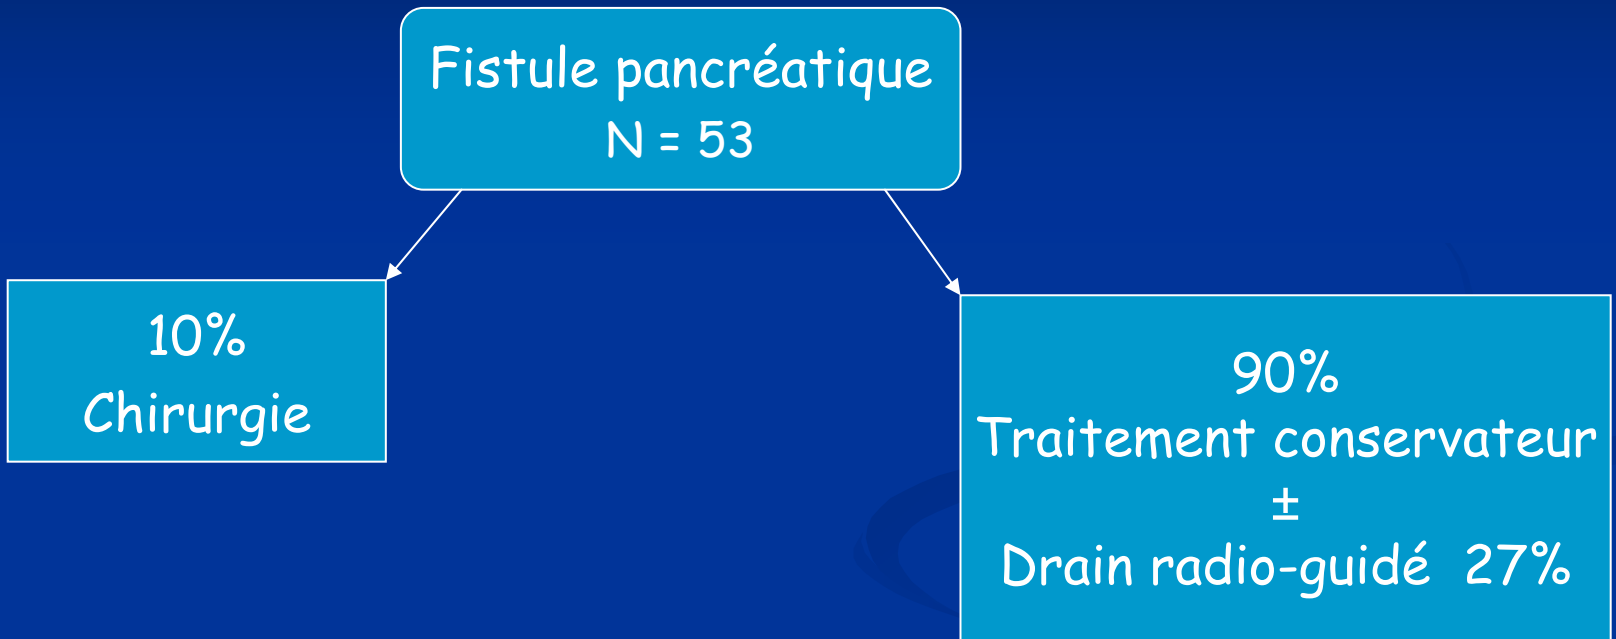 Fistule pancréatique
N = 53
10%
Chirurgie
90%
Traitement conservateur
±
Drain radio-guidé 27%